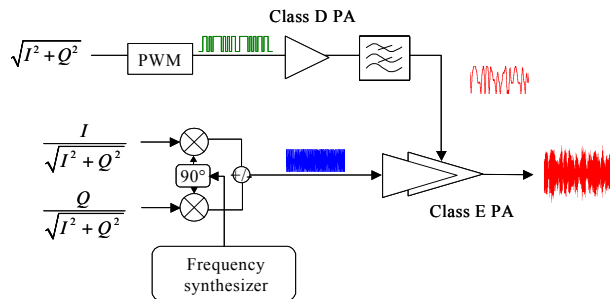 Class D PA
√(I² + Q²)
PWM
I
√(I² + Q²)
90°
Q
√(I² + Q²)
+/-
Class E PA
Frequency
synthesizer